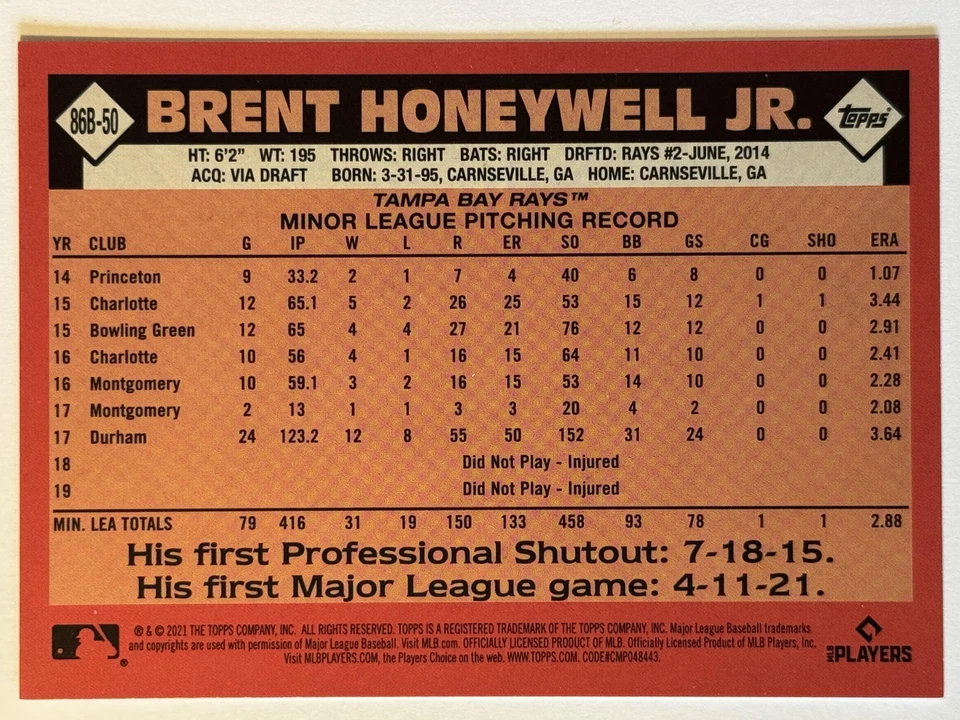 86B-50 BRENT HONEYWELL JR. Topps
HT: 6'2" WT: 195 THROWS: RIGHT BATS: RIGHT DRFTD: RAYS #2-JUNE, 2014
ACQ: VIA DRAFT BORN: 3-31-95, CARNSEVILLE, GA HOME: CARNSEVILLE, GA
TAMPA BAY RAYS™
MINOR LEAGUE PITCHING RECORD
YR CLUB G IP W L R ER SO BB GS CG SHO ERA
14 Princeton 9 33.2 2 1 7 4 40 6 8 0 0 1.07
15 Charlotte 12 65.1 5 2 26 25 53 15 12 1 1 3.44
15 Bowling Green 12 65 4 4 27 21 76 12 12 0 0 2.91
16 Charlotte 10 56 4 1 16 15 64 11 10 0 0 2.41
16 Montgomery 10 59.1 3 2 16 15 53 14 10 0 0 2.28
17 Montgomery 2 13 1 1 3 3 20 4 2 0 0 2.08
17 Durham 24 123.2 12 8 55 50 152 31 24 0 0 3.64
18 Did Not Play - Injured
19 Did Not Play - Injured
MIN. LEA TOTALS 79 416 31 19 150 133 458 93 78 1 1 2.88
His first Professional Shutout: 7-18-15.
His first Major League game: 4-11-21.
® & © 2021 THE TOPPS COMPANY, INC. ALL RIGHTS RESERVED. TOPPS IS A REGISTERED TRADEMARK OF THE TOPPS COMPANY, INC. Major League Baseball trademarks
and copyrights are used with permission of Major League Baseball. Visit MLB.com. OFFICIALLY LICENSED PRODUCT OF MLB. Officially Licensed Product of MLB Players, Inc.
Visit MLBPLAYERS.COM, the Players Choice on the web. WWW.TOPPS.COM. CODE#CMP048443.
®
MLB PLAYERS